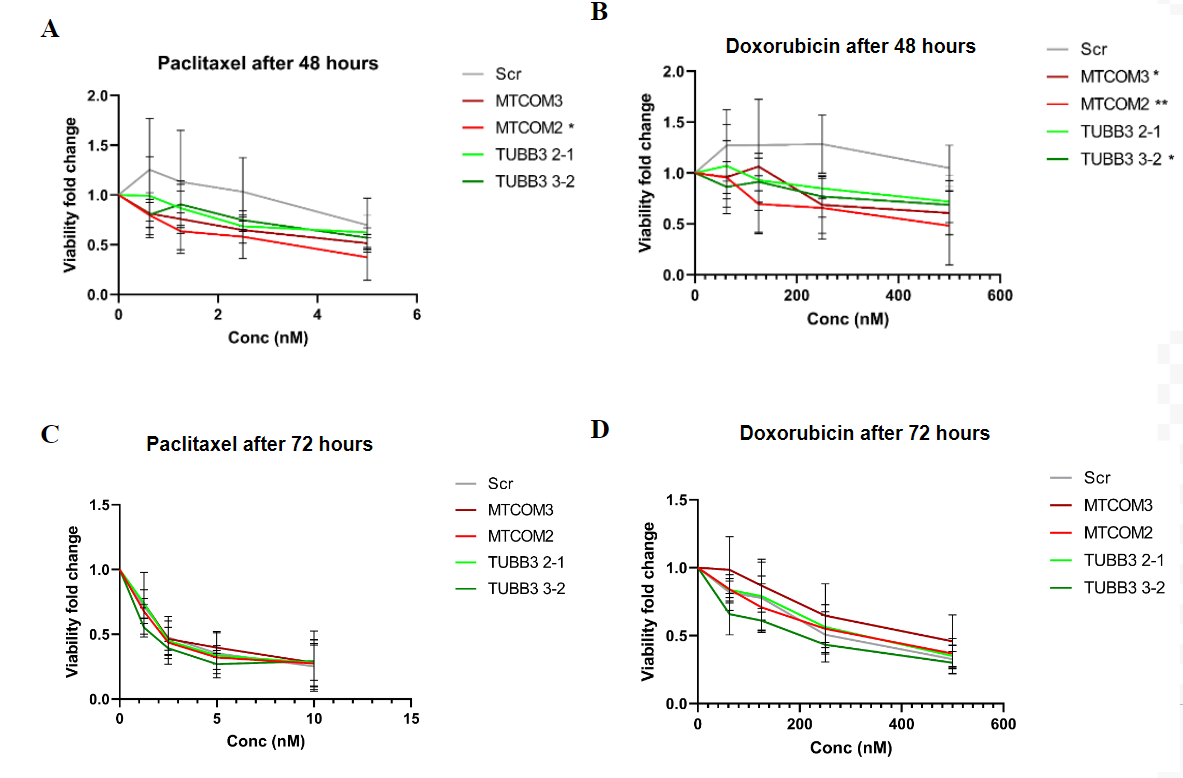 A
Paclitaxel after 48 hours
Viability fold change
2.0
1.5
1.0
0.5
0.0
0
2
4
6
Conc (nM)
Scr
MTCOM3
MTCOM2 *
TUBB3 2-1
TUBB3 3-2
B
Doxorubicin after 48 hours
Viability fold change
2.0
1.5
1.0
0.5
0.0
0
200
400
600
Conc (nM)
Scr
MTCOM3 *
MTCOM2 **
TUBB3 2-1
TUBB3 3-2 *
C
Paclitaxel after 72 hours
Viability fold change
1.5
1.0
0.5
0.0
0
5
10
15
Conc (nM)
Scr
MTCOM3
MTCOM2
TUBB3 2-1
TUBB3 3-2
D
Doxorubicin after 72 hours
Viability fold change
1.5
1.0
0.5
0.0
0
200
400
600
Conc (nM)
Scr
MTCOM3
MTCOM2
TUBB3 2-1
TUBB3 3-2